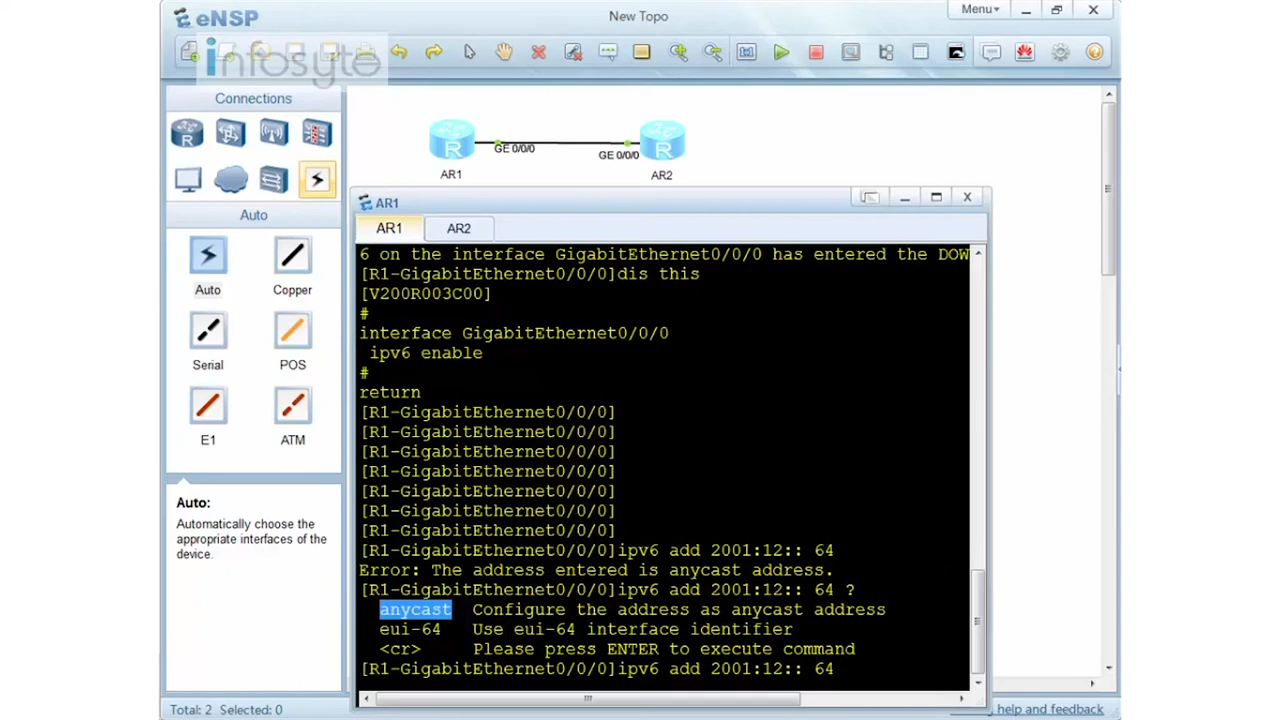 eNSP
New Topo
Menu
infosyte
Connections
R
R
GE 0/0/0
GE 0/0/0
R
AR1
AR2
Auto
Auto
Copper
Serial
POS
E1
ATM
Auto:
Automatically choose the
appropriate interfaces of the
device.
AR1
AR1
AR2
6 on the interface GigabitEthernet0/0/0 has entered the DOW
[R1-GigabitEthernet0/0/0]dis this
[V200R003C00]
#
interface GigabitEthernet0/0/0
ipv6 enable
#
return
[R1-GigabitEthernet0/0/0]
[R1-GigabitEthernet0/0/0]
[R1-GigabitEthernet0/0/0]
[R1-GigabitEthernet0/0/0]
[R1-GigabitEthernet0/0/0]
[R1-GigabitEthernet0/0/0]
[R1-GigabitEthernet0/0/0]
[R1-GigabitEthernet0/0/0]ipv6 add 2001:12:: 64
Error: The address entered is anycast address.
[R1-GigabitEthernet0/0/0]ipv6 add 2001:12:: 64 ?
anycast Configure the address as anycast address
eui-64 Use eui-64 interface identifier
<cr> Please press ENTER to execute command
[R1-GigabitEthernet0/0/0]ipv6 add 2001:12:: 64
Total: 2 Selected: 0
help and feedback